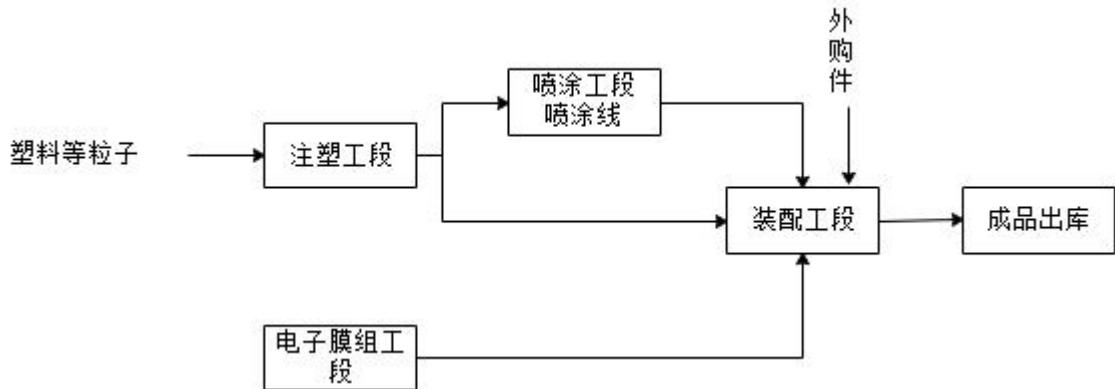 外购件
喷涂工段
喷涂线
塑料等粒子
注塑工段
装配工段
成品出库
电子膜组工
段